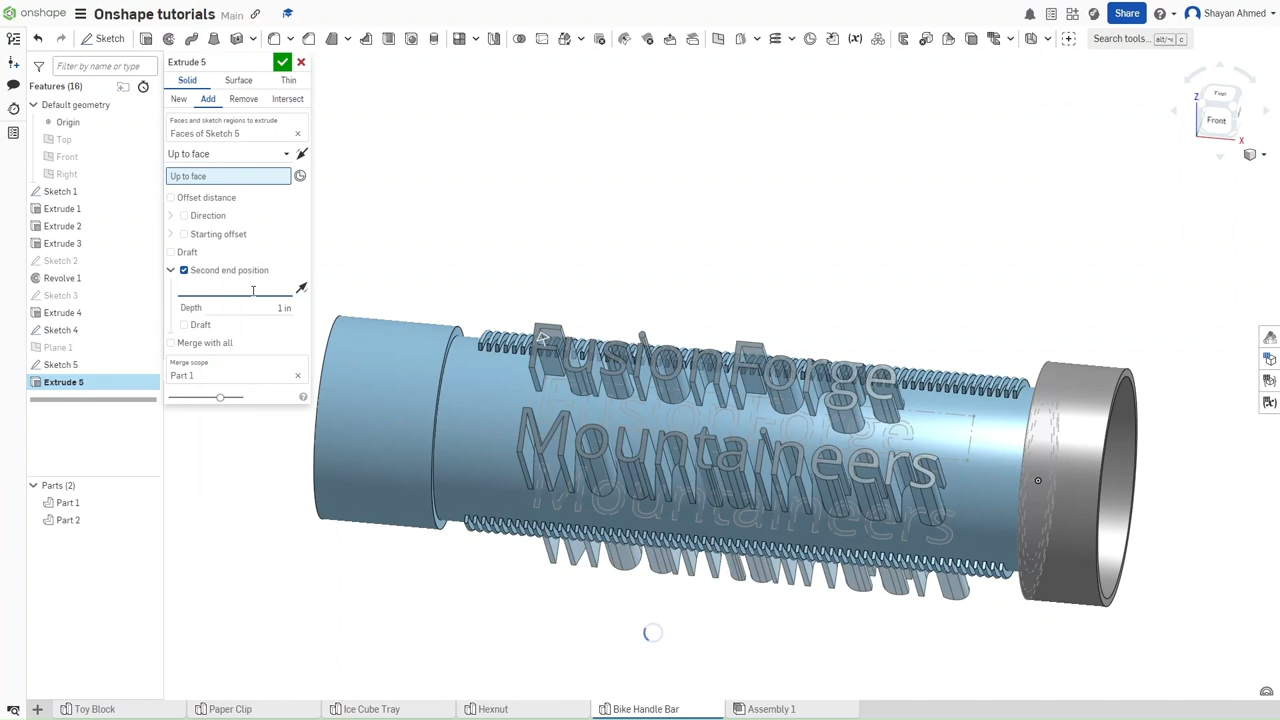 onshape
Onshape tutorials Main
Share
Shayan Ahmed
Sketch
Search tools... alt/⌥ c
Filter by name or type
Features (16)
Default geometry
Origin
Top
Front
Right
Sketch 1
Extrude 1
Extrude 2
Extrude 3
Sketch 2
Revolve 1
Sketch 3
Extrude 4
Sketch 4
Plane 1
Sketch 5
Extrude 5
Parts (2)
Part 1
Part 2
Extrude 5
Solid Surface Thin
New Add Remove Intersect
Faces and sketch regions to extrude
Faces of Sketch 5
Up to face
Up to face
Offset distance
Direction
Starting offset
Draft
Second end position
Depth 1 in
Draft
Merge with all
Merge scope
Part 1
FusionForge
Mountaineers
Top
Front
Z
X
Toy Block
Paper Clip
Ice Cube Tray
Hexnut
Bike Handle Bar
Assembly 1